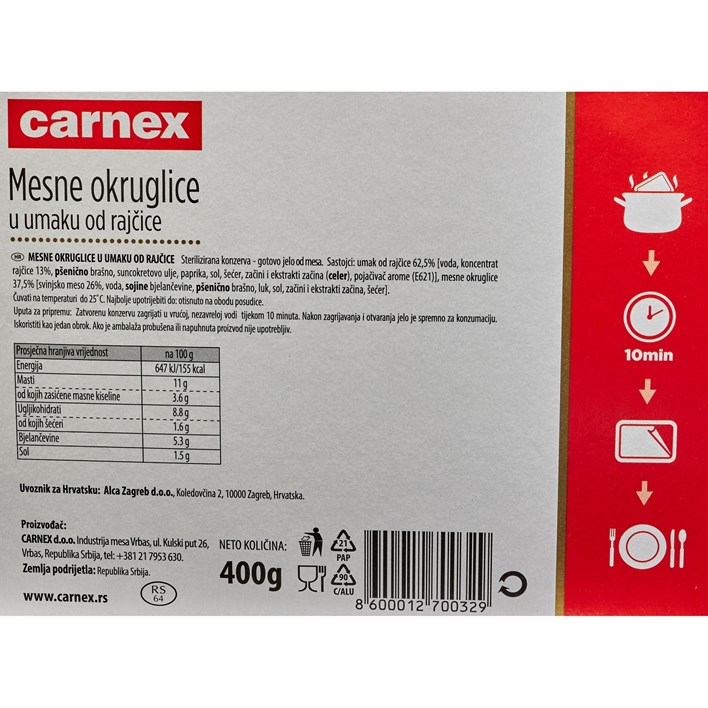 carnex
Mesne okruglice
u umaku od rajčice
HR MESNE OKRUGLICE U UMAKU OD RAJČICE Sterilizirana konzerva - gotovo jelo od mesa. Sastojci: umak od rajčice 62,5% [voda, koncentrat
rajčice 13%, pšenično brašno, suncokretovo ulje, paprika, sol, šećer, začini i ekstrakti začina (celer), pojačivač arome (E621)], mesne okruglice
37,5% [svinjsko meso 26%, voda, sojine bjelančevine, pšenično brašno, luk, sol, začini i ekstrakti začina, šećer].
Čuvati na temperaturi do 25°C. Najbolje upotrijebiti do: otisnuto na obodu posudice.
Uputa za pripremu: Zatvorenu konzervu zagrijati u vrućoj, nezavreloj vodi tijekom 10 minuta. Nakon zagrijavanja i otvaranja jelo je spremno za konzumaciju.
Iskoristiti kao jedan obrok. Ako je ambalaža probušena ili napuhnuta proizvod nije upotrebljiv.
Prosječna hranjiva vrijednost na 100 g
Energija 647 kJ/155 kcal
Masti 11 g
od kojih zasićene masne kiseline 3.6 g
Ugljikohidrati 8.8 g
od kojih šećeri 1.6 g
Bjelančevine 5.3 g
Sol 1.5 g
Uvoznik za Hrvatsku: Alca Zagreb d.o.o., Koledovčina 2, 10000 Zagreb, Hrvatska.
Proizvođač:
CARNEX d.o.o. Industrija mesa Vrbas, ul. Kulski put 26,
Vrbas, Republika Srbija, tel: +381 21 7953 630.
Zemlja podrijetla: Republika Srbija.
www.carnex.rs
RS
64
NETO KOLIČINA:
400g
21
PAP
90
C/ALU
8 600012 700329
10min